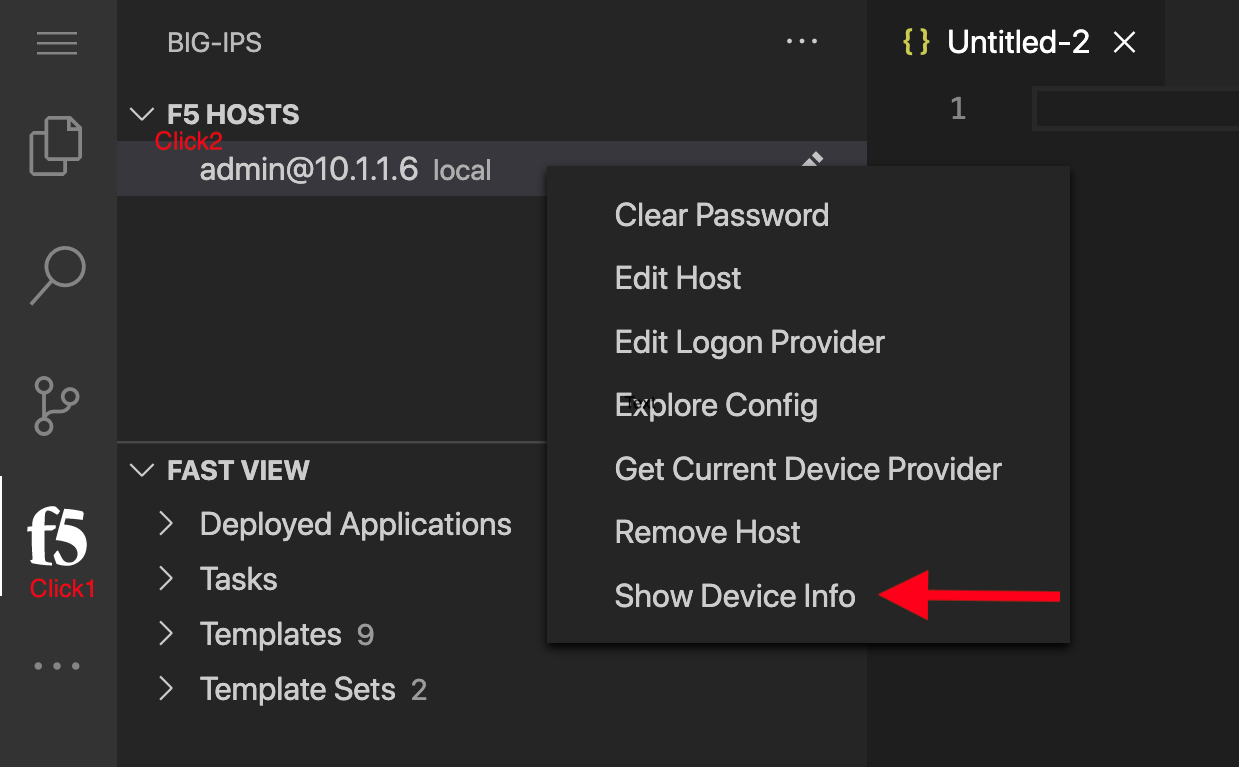 BIG-IPS
F5 HOSTS
Click2
admin@10.1.1.6 local
Clear Password
Edit Host
Edit Logon Provider
Explore Config
Text
Get Current Device Provider
Remove Host
Show Device Info
FAST VIEW
Deployed Applications
Tasks
Templates 9
Template Sets 2
f5
Click1
{} Untitled-2
1